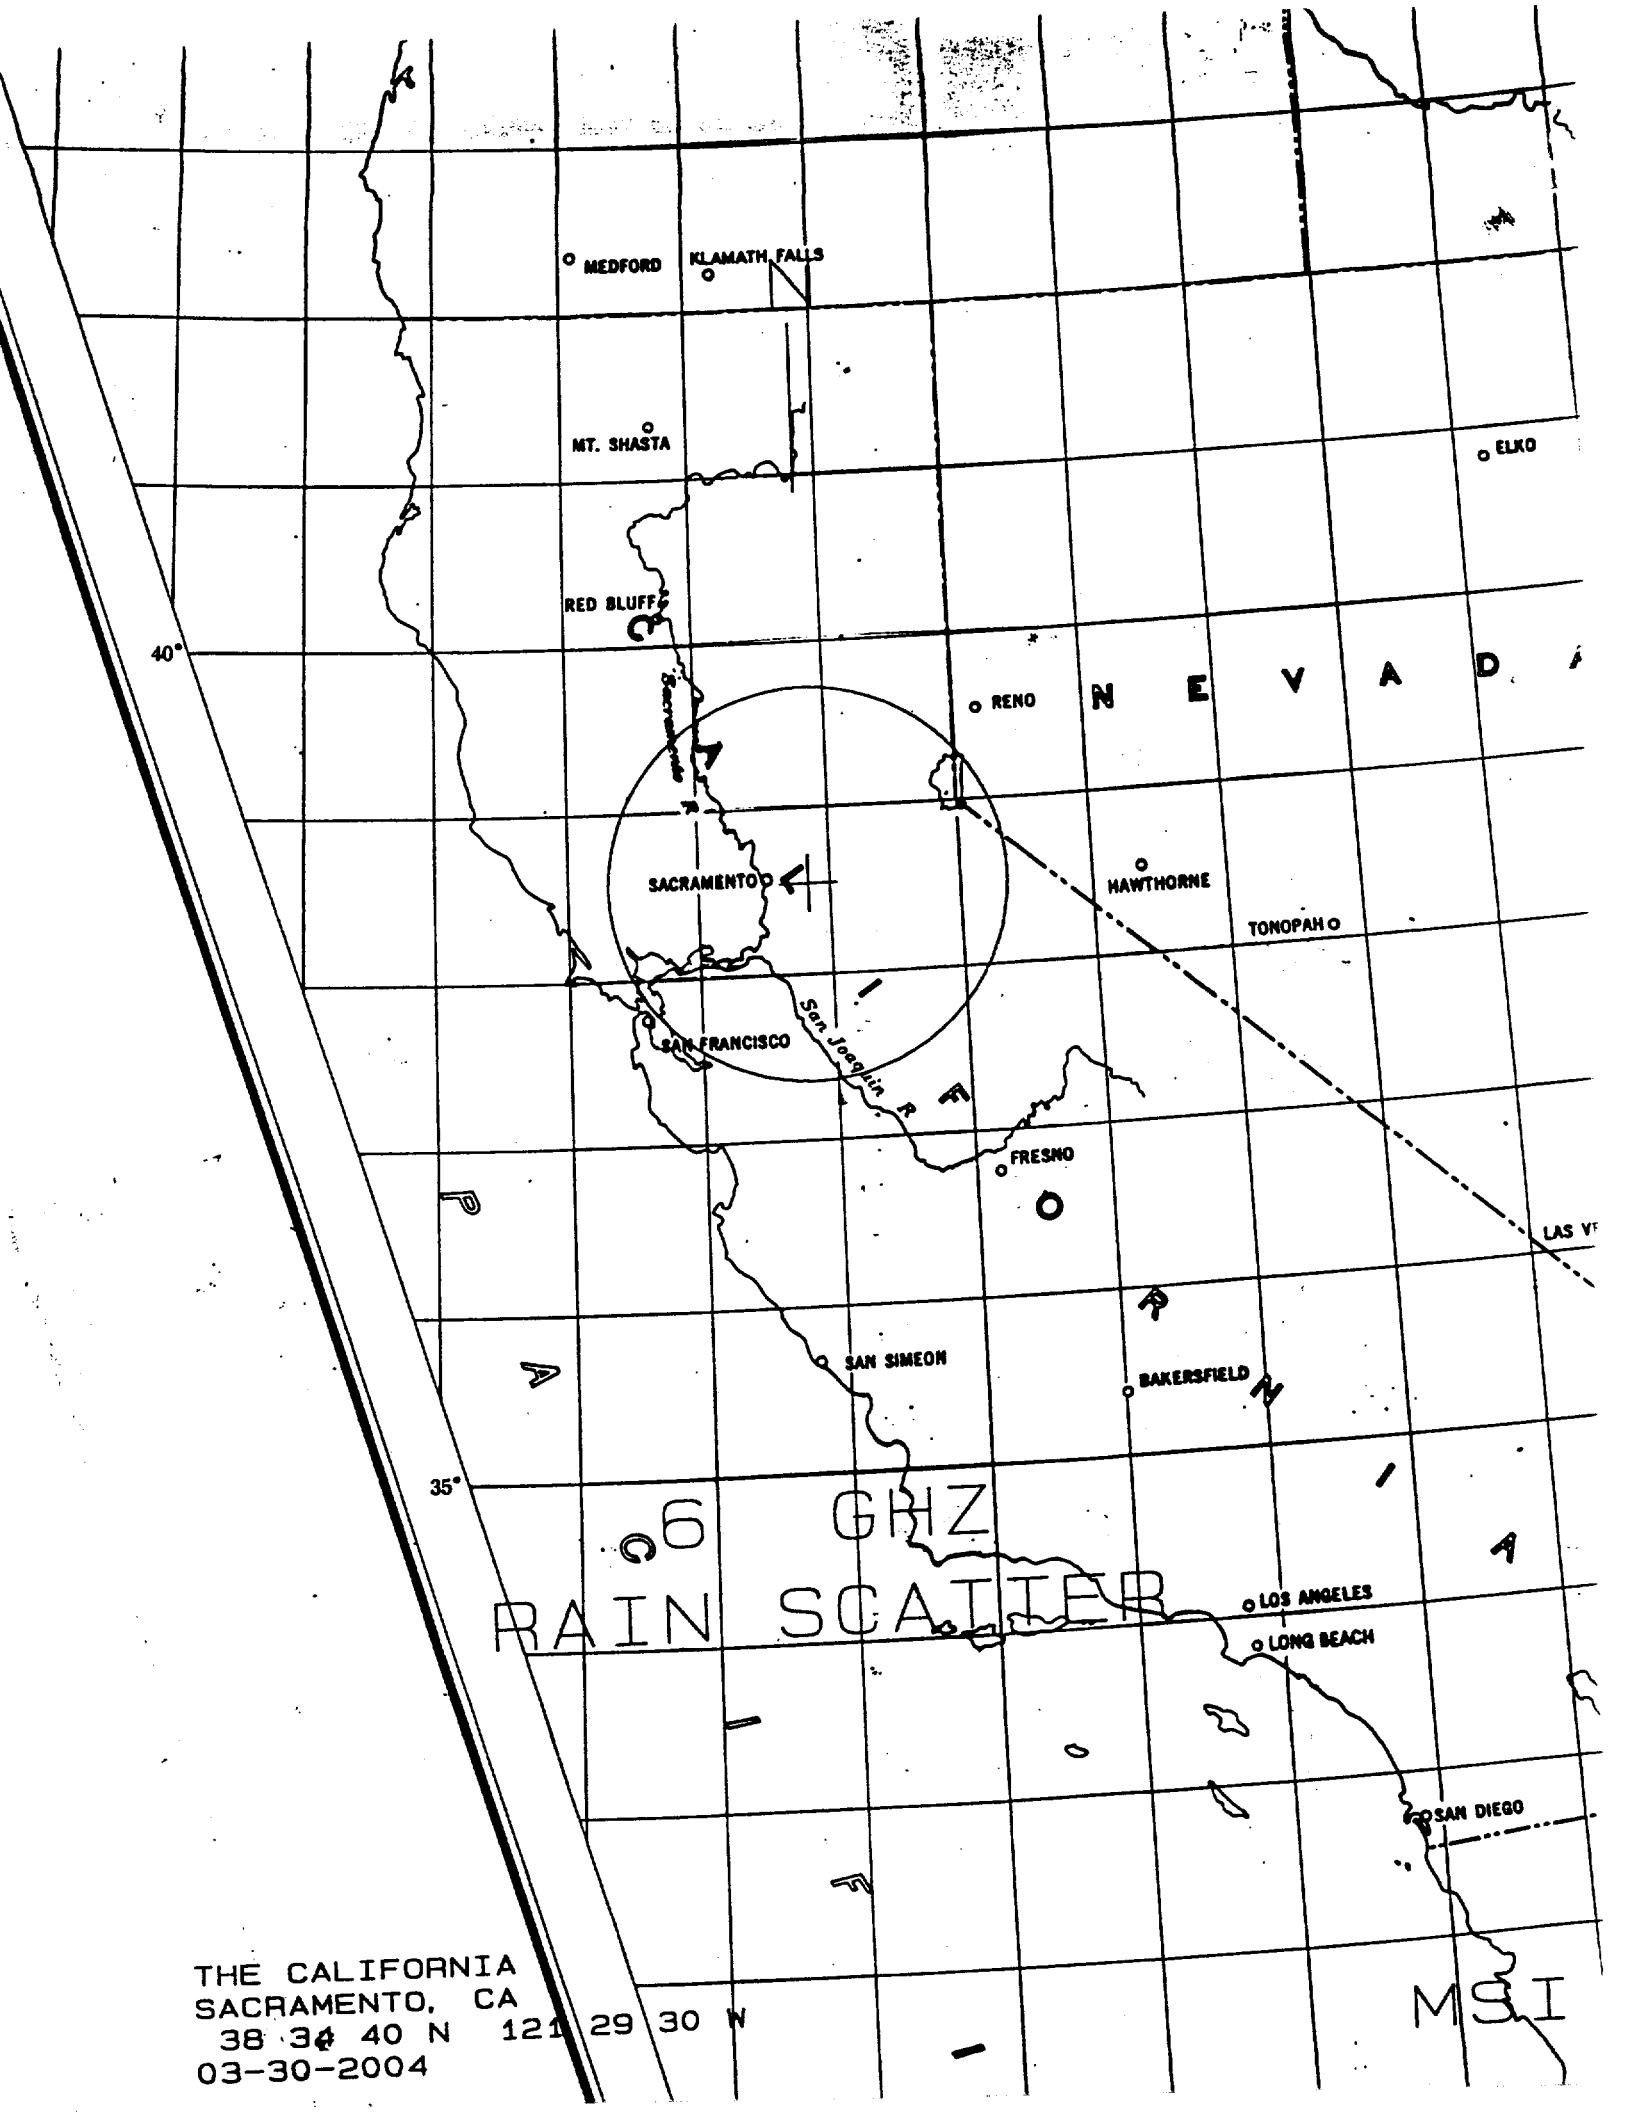 MEDFORD
KLAMATH FALLS
N
MT. SHASTA
ELKO
RED BLUFF
40°
Sacramento R
RENO
N E V A D A
SACRAMENTO
HAWTHORNE
TONOPAH
SAN FRANCISCO
San Joaquin R
FRESNO
LAS VE
C A L I F O R N I A
P A C I F I
SAN SIMEON
BAKERSFIELD
35°
6 GHZ
RAIN SCATTER
LOS ANGELES
LONG BEACH
SAN DIEGO
MSI
THE CALIFORNIA
SACRAMENTO, CA
38 34 40 N 121 29 30 W
03-30-2004